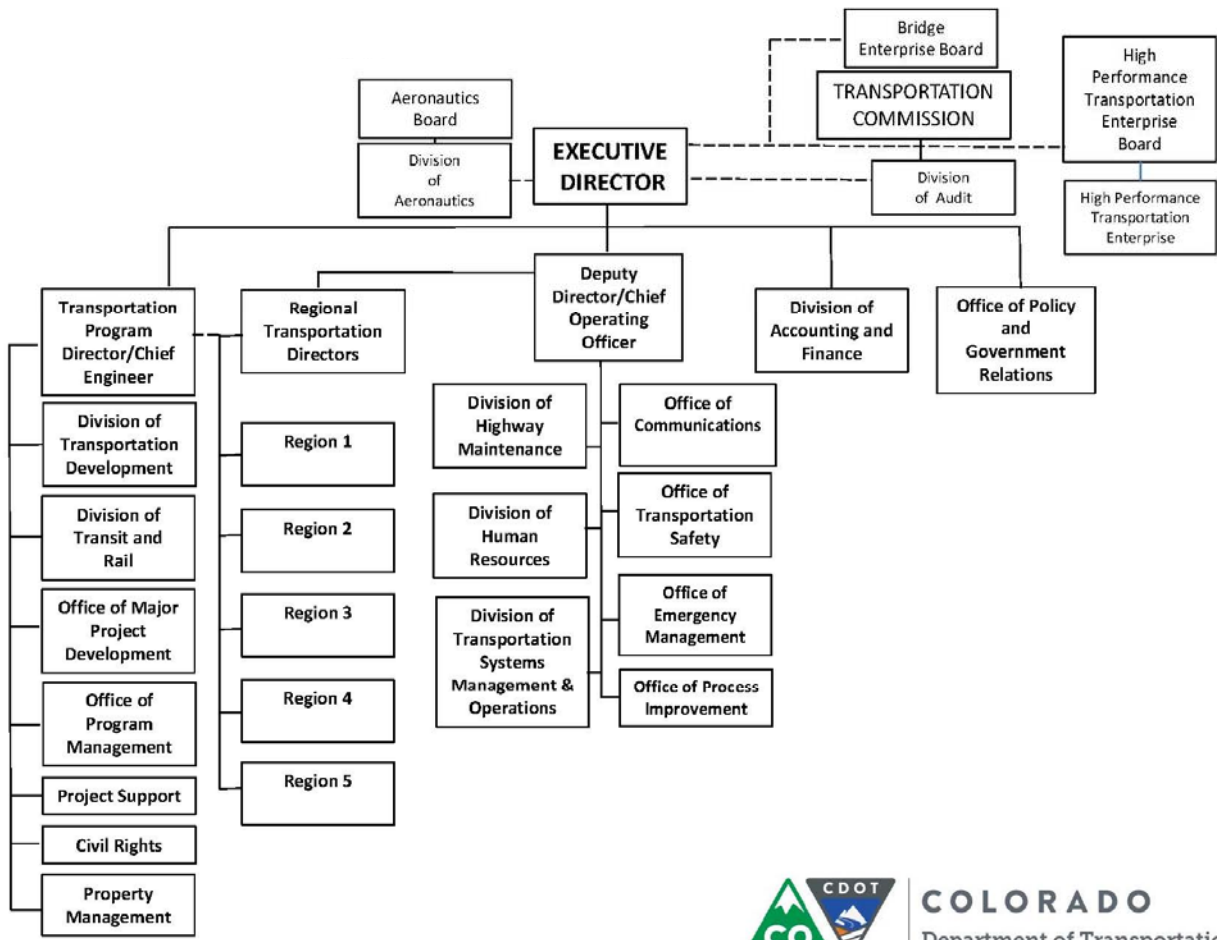 Bridge
Enterprise Board
High
Performance
Transportation
Enterprise
Board
TRANSPORTATION
COMMISSION
Aeronautics
Board
EXECUTIVE
DIRECTOR
Division
of
Aeronautics
Division
of Audit
High Performance
Transportation
Enterprise
Transportation
Program
Director/Chief
Engineer
Regional
Transportation
Directors
Deputy
Director/Chief
Operating
Officer
Division of
Accounting and
Finance
Office of Policy
and
Government
Relations
Division of
Transportation
Development
Division of
Transit and
Rail
Office of Major
Project
Development
Office of
Program
Management
Project Support
Civil Rights
Property
Management
Region 1
Region 2
Region 3
Region 4
Region 5
Division of
Highway
Maintenance
Division of
Human
Resources
Division of
Transportation
Systems
Management &
Operations
Office of
Communications
Office of
Transportation
Safety
Office of
Emergency
Management
Office of Process
Improvement
CDOT
CO
COLORADO
Department of